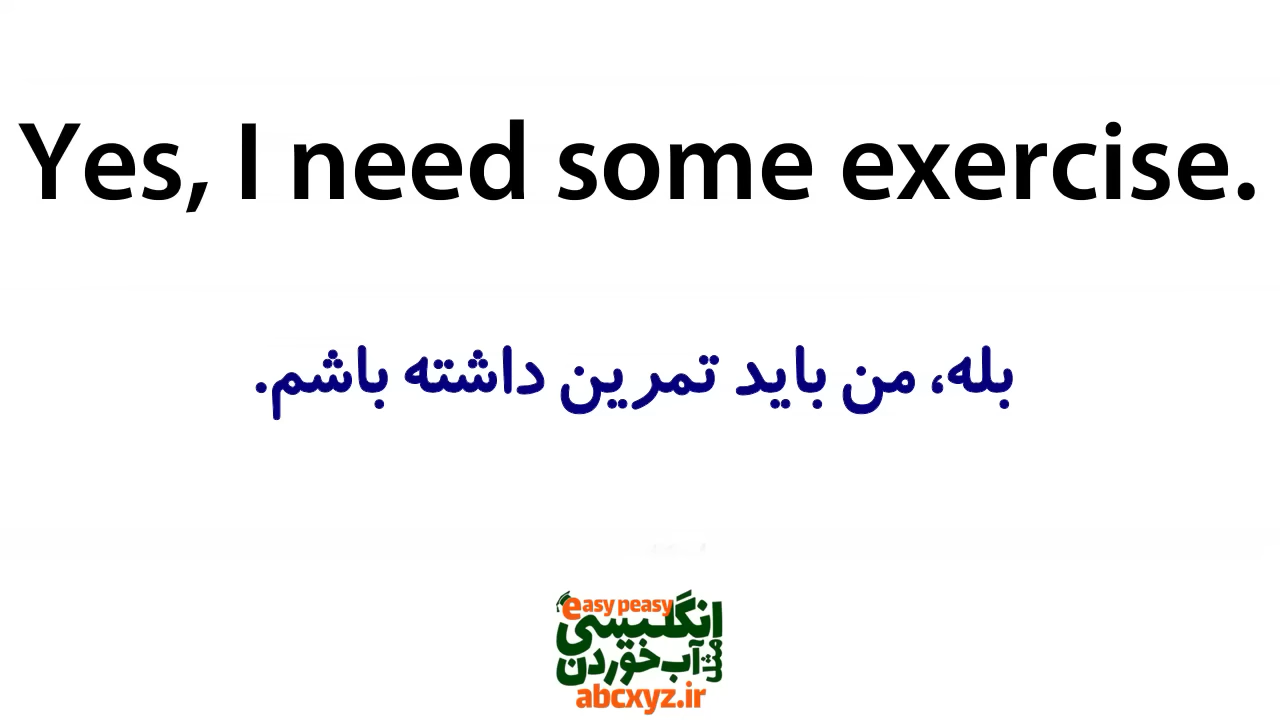 Yes, I need some exercise.
بله، من باید تمرین داشته باشم.
easy peasy
انگلیسی
مثل آب خوردن
abcxyz.ir